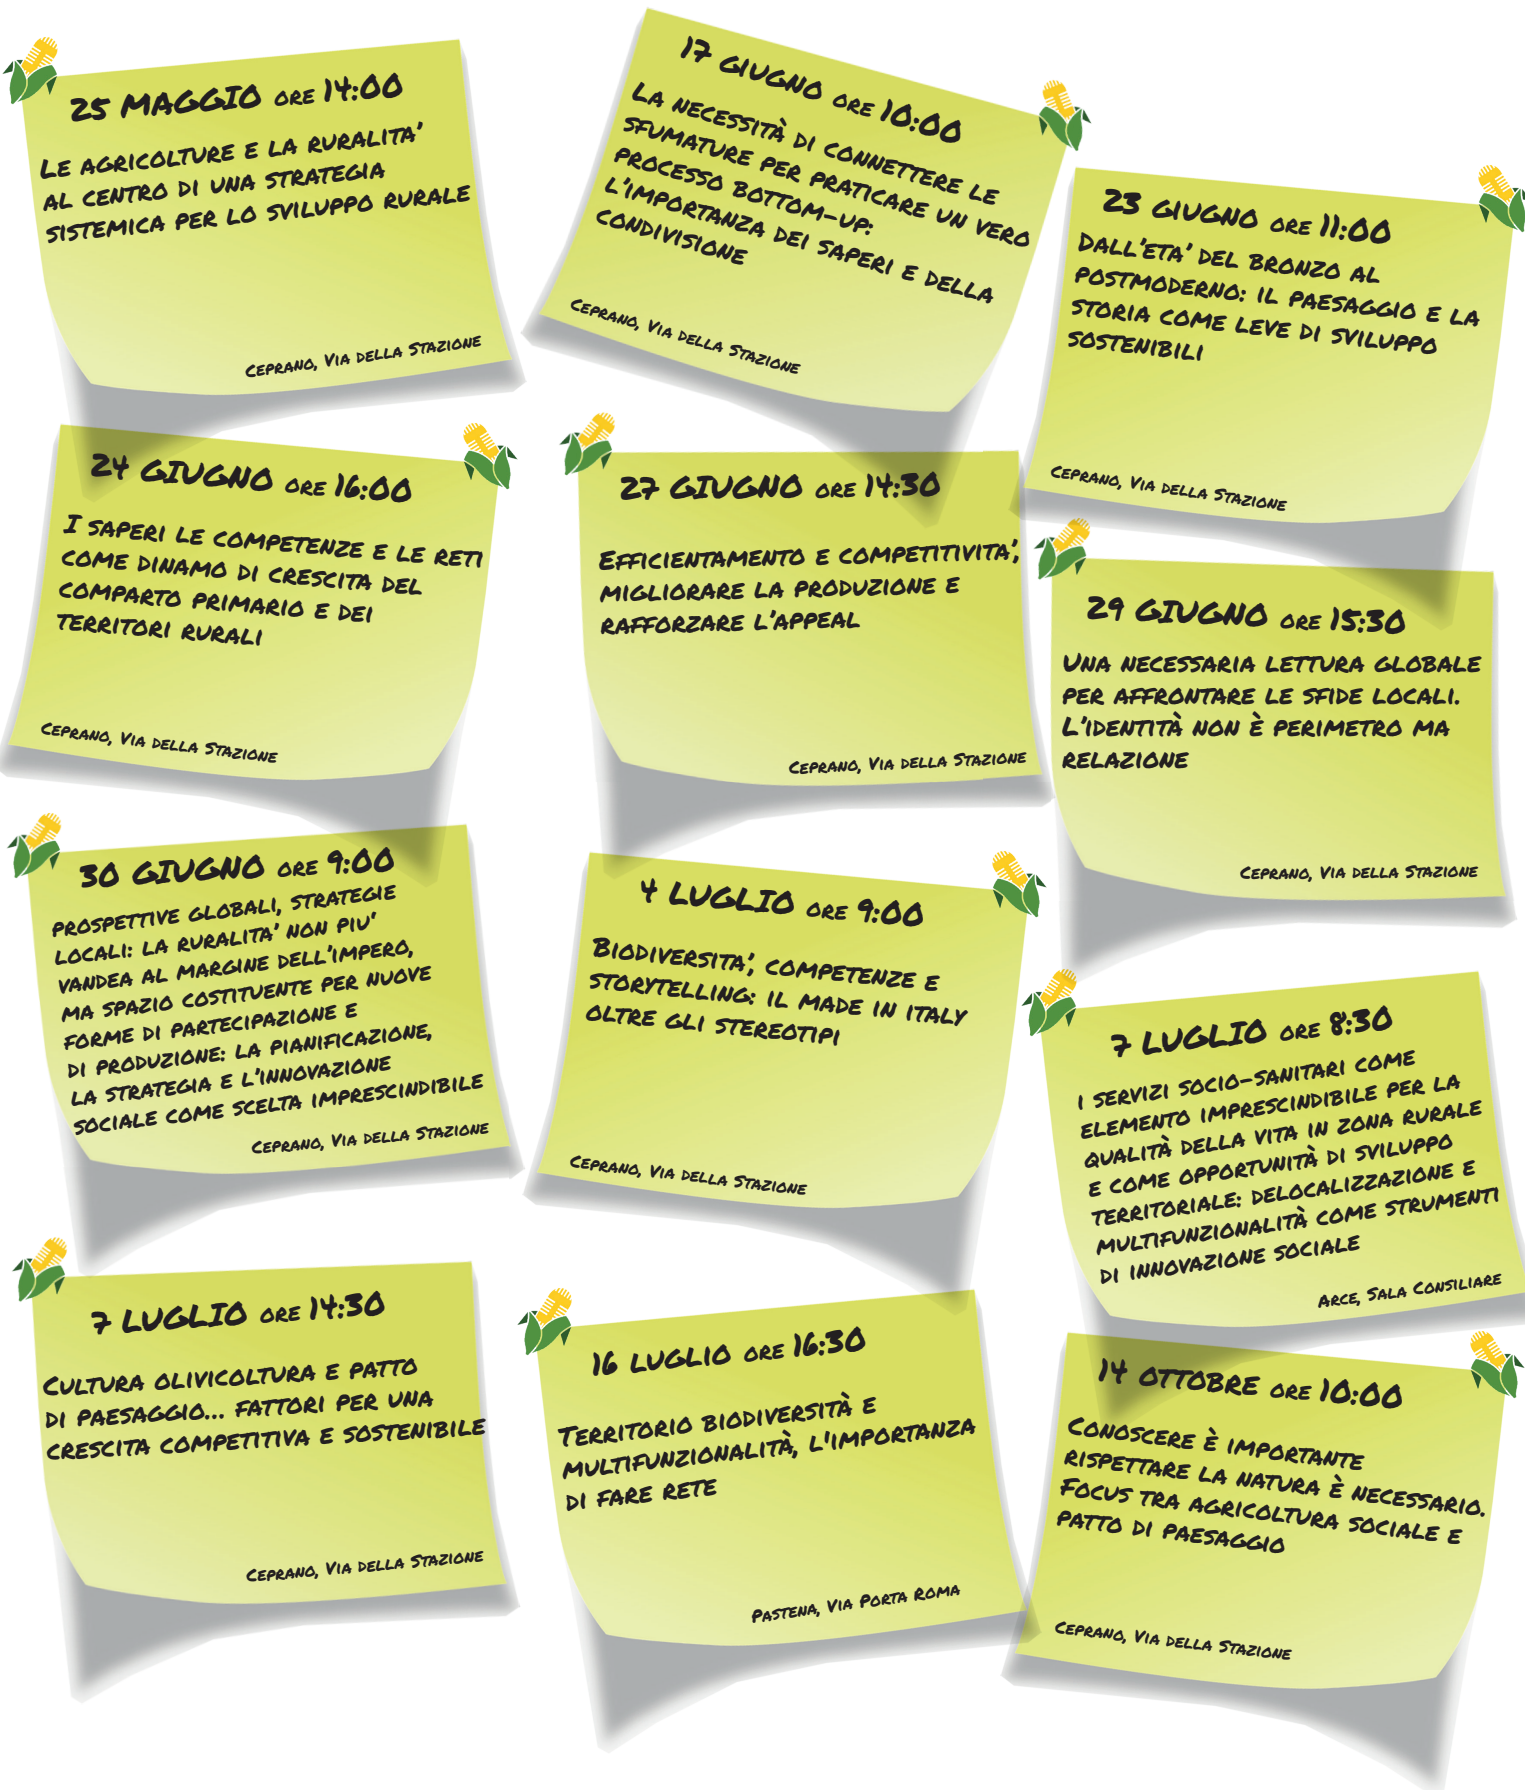 25 MAGGIO ORE 14:00
LE AGRICOLTURE E LA RURALITA'
AL CENTRO DI UNA STRATEGIA
SISTEMICA PER LO SVILUPPO RURALE
CEPRANO, VIA DELLA STAZIONE
17 GIUGNO ORE 10:00
LA NECESSITÀ DI CONNETTERE LE
SFUMATURE PER PRATICARE UN VERO
PROCESSO BOTTOM-UP:
L'IMPORTANZA DEI SAPERI E DELLA
CONDIVISIONE
CEPRANO, VIA DELLA STAZIONE
23 GIUGNO ORE 11:00
DALL'ETA' DEL BRONZO AL
POSTMODERNO: IL PAESAGGIO E LA
STORIA COME LEVE DI SVILUPPO
SOSTENIBILI
CEPRANO, VIA DELLA STAZIONE
24 GIUGNO ORE 16:00
I SAPERI LE COMPETENZE E LE RETI
COME DINAMO DI CRESCITA DEL
COMPARTO PRIMARIO E DEI
TERRITORI RURALI
CEPRANO, VIA DELLA STAZIONE
27 GIUGNO ORE 14:30
EFFICIENTAMENTO E COMPETITIVITA',
MIGLIORARE LA PRODUZIONE E
RAFFORZARE L'APPEAL
CEPRANO, VIA DELLA STAZIONE
29 GIUGNO ORE 15:30
UNA NECESSARIA LETTURA GLOBALE
PER AFFRONTARE LE SFIDE LOCALI.
L'IDENTITÀ NON È PERIMETRO MA
RELAZIONE
CEPRANO, VIA DELLA STAZIONE
30 GIUGNO ORE 9:00
PROSPETTIVE GLOBALI, STRATEGIE
LOCALI: LA RURALITA' NON PIU'
VANDEA AL MARGINE DELL'IMPERO,
MA SPAZIO COSTITUENTE PER NUOVE
FORME DI PARTECIPAZIONE E
DI PRODUZIONE: LA PIANIFICAZIONE,
LA STRATEGIA E L'INNOVAZIONE
SOCIALE COME SCELTA IMPRESCINDIBILE
CEPRANO, VIA DELLA STAZIONE
4 LUGLIO ORE 9:00
BIODIVERSITA', COMPETENZE E
STORYTELLING: IL MADE IN ITALY
OLTRE GLI STEREOTIPI
CEPRANO, VIA DELLA STAZIONE
7 LUGLIO ORE 8:30
I SERVIZI SOCIO-SANITARI COME
ELEMENTO IMPRESCINDIBILE PER LA
QUALITÀ DELLA VITA IN ZONA RURALE
E COME OPPORTUNITÀ DI SVILUPPO
TERRITORIALE: DELOCALIZZAZIONE E
MULTIFUNZIONALITÀ COME STRUMENTI
DI INNOVAZIONE SOCIALE
ARCE, SALA CONSILIARE
7 LUGLIO ORE 14:30
CULTURA OLIVICOLTURA E PATTO
DI PAESAGGIO... FATTORI PER UNA
CRESCITA COMPETITIVA E SOSTENIBILE
CEPRANO, VIA DELLA STAZIONE
16 LUGLIO ORE 16:30
TERRITORIO BIODIVERSITÀ E
MULTIFUNZIONALITÀ, L'IMPORTANZA
DI FARE RETE
PASTENA, VIA PORTA ROMA
14 OTTOBRE ORE 10:00
CONOSCERE È IMPORTANTE
RISPETTARE LA NATURA È NECESSARIO.
FOCUS TRA AGRICOLTURA SOCIALE E
PATTO DI PAESAGGIO
CEPRANO, VIA DELLA STAZIONE